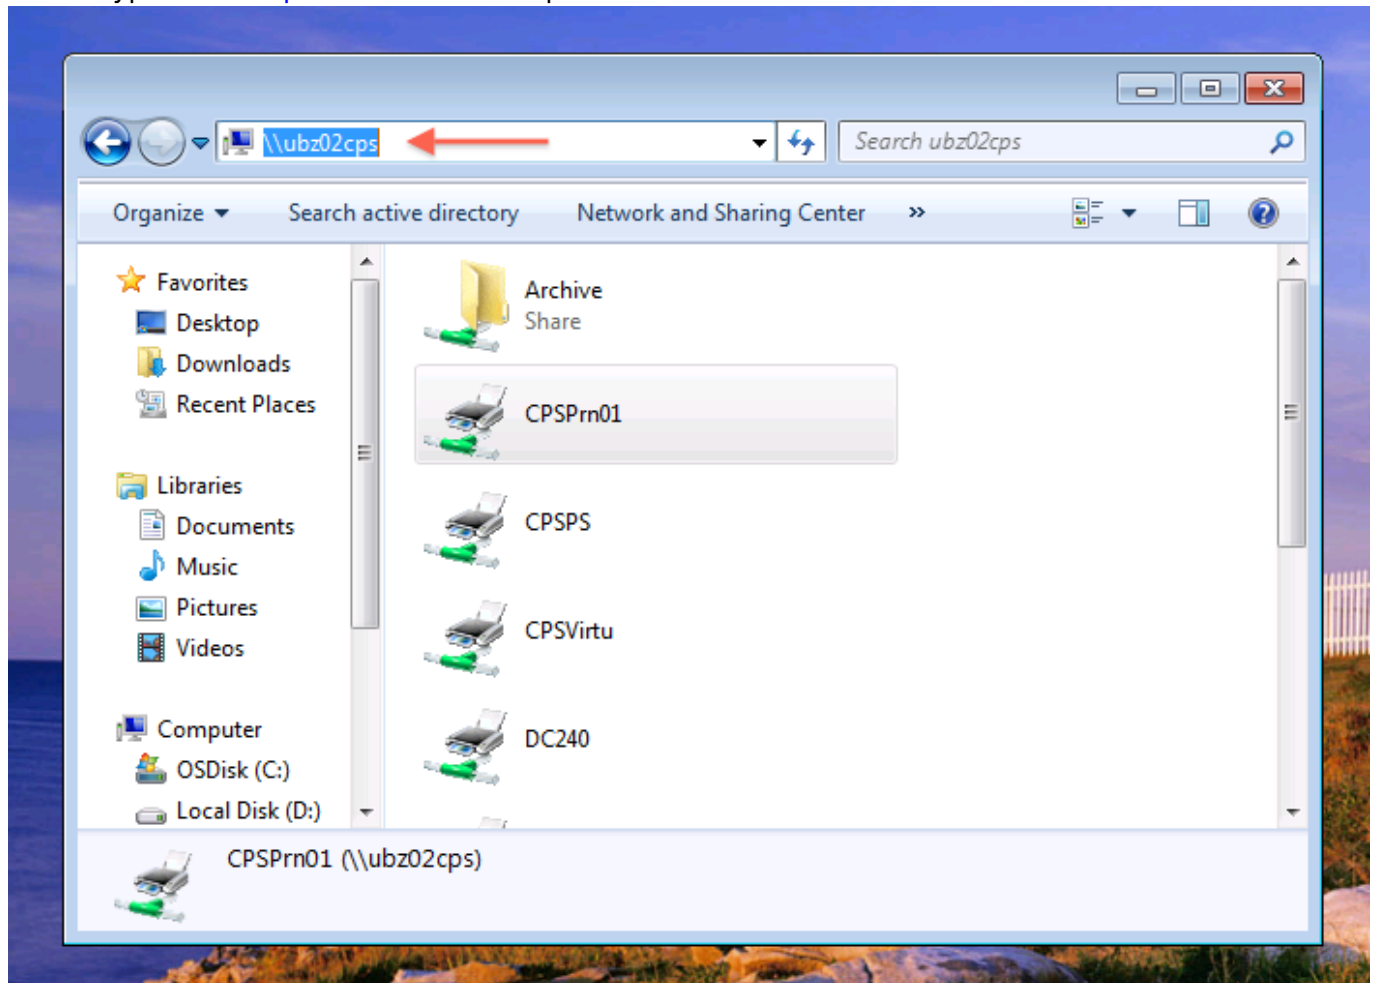 \\ubz02cps
Search ubz02cps
Organize
Search active directory
Network and Sharing Center
»
Favorites
Desktop
Downloads
Recent Places
Libraries
Documents
Music
Pictures
Videos
Computer
OSDisk (C:)
Local Disk (D:)
Archive
Share
CPSPrn01
CPSPS
CPSVirtu
DC240
CPSPrn01 (\\ubz02cps)